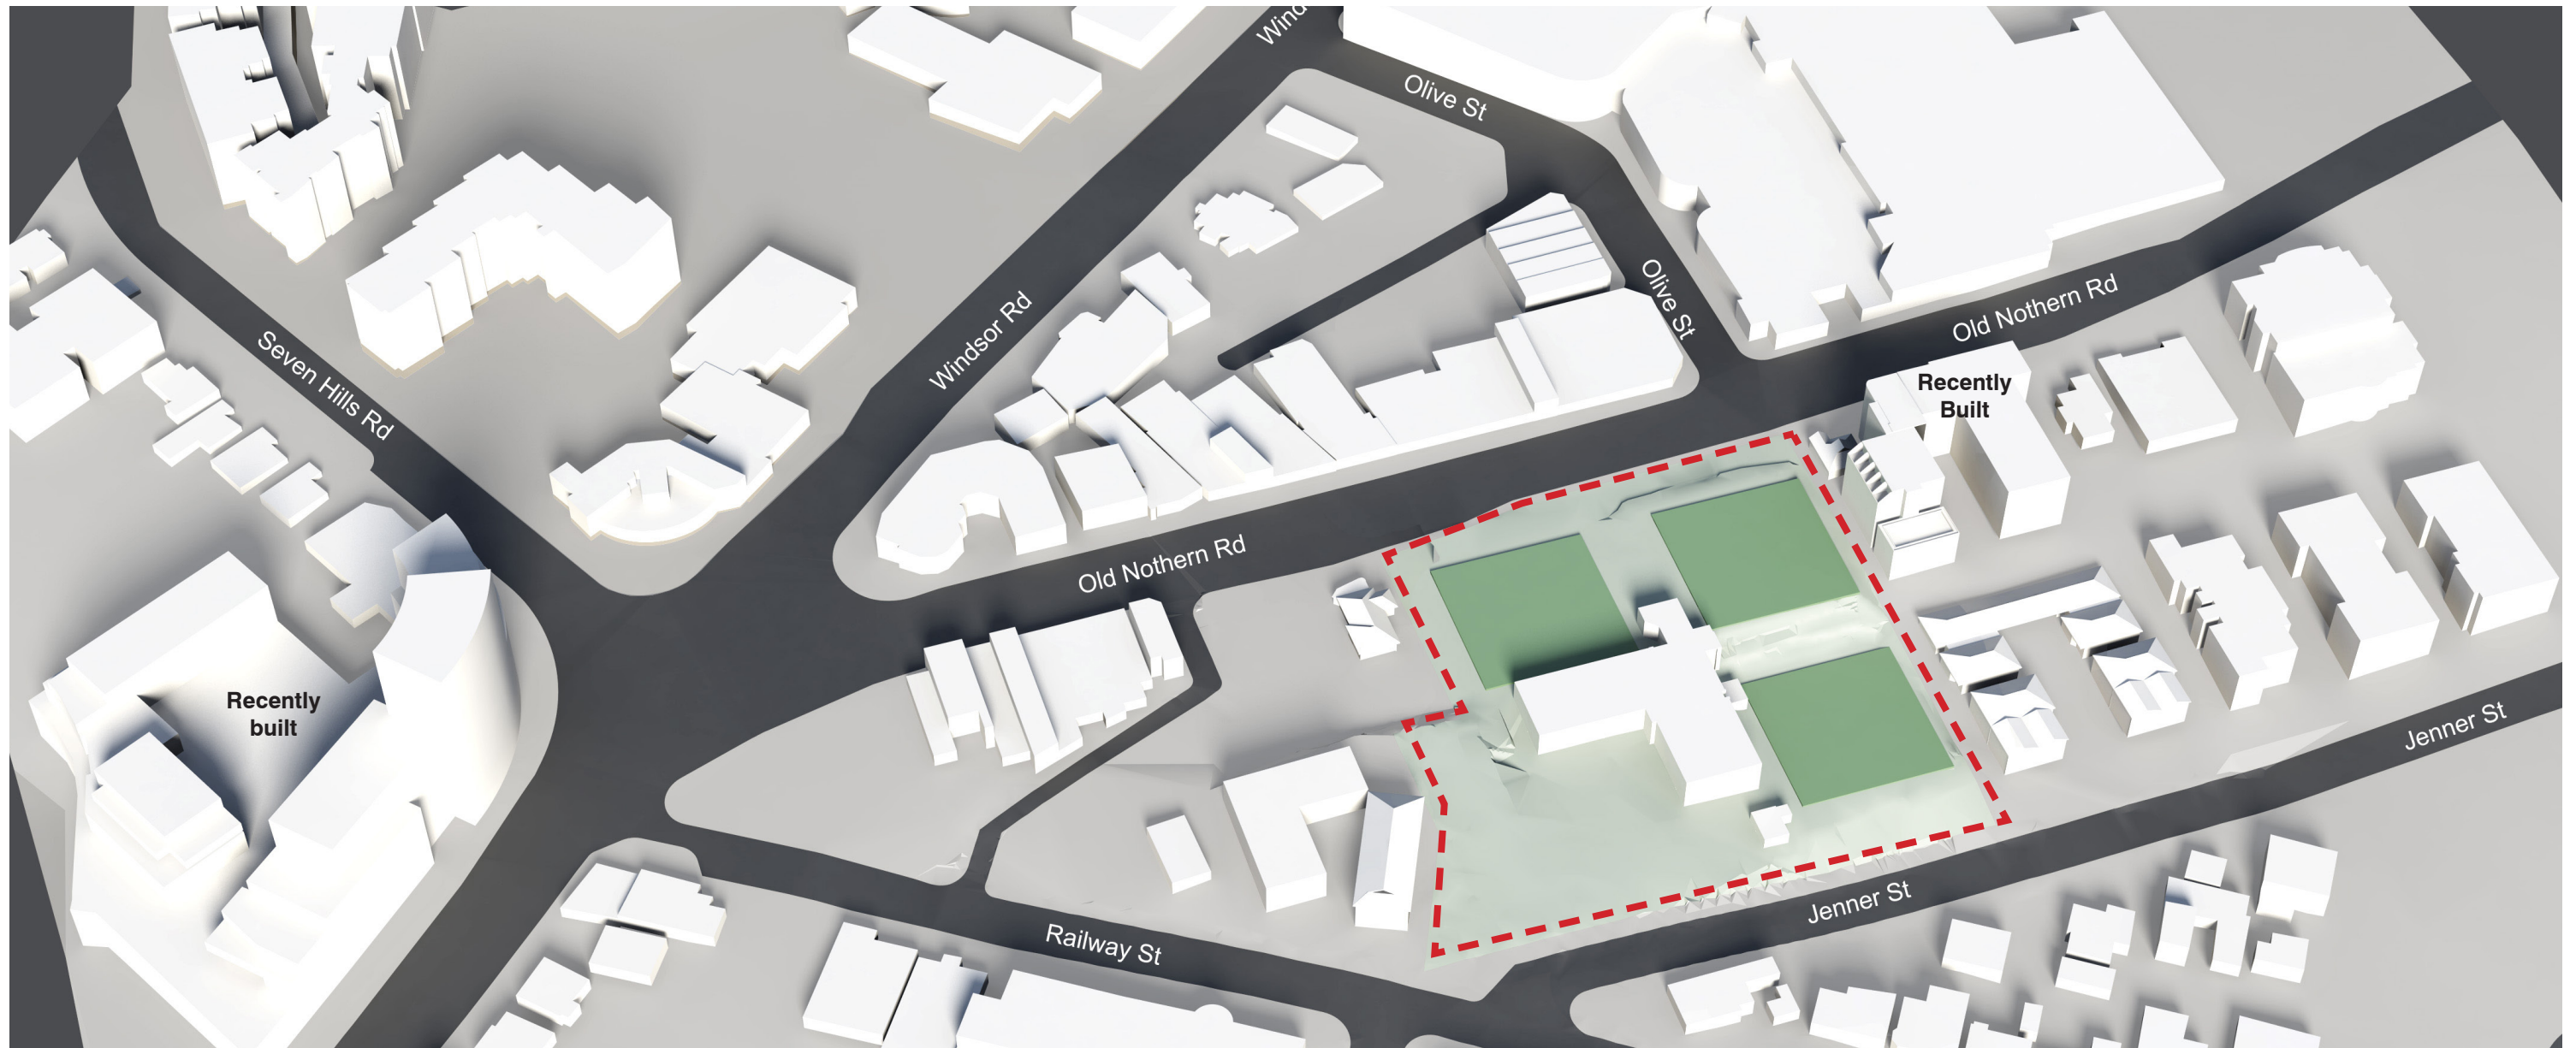 Wind
Olive St
Olive St
Old Nothern Rd
Windsor Rd
Seven Hills Rd
Recently
Built
Old Nothern Rd
Recently
built
Jenner St
Jenner St
Railway St